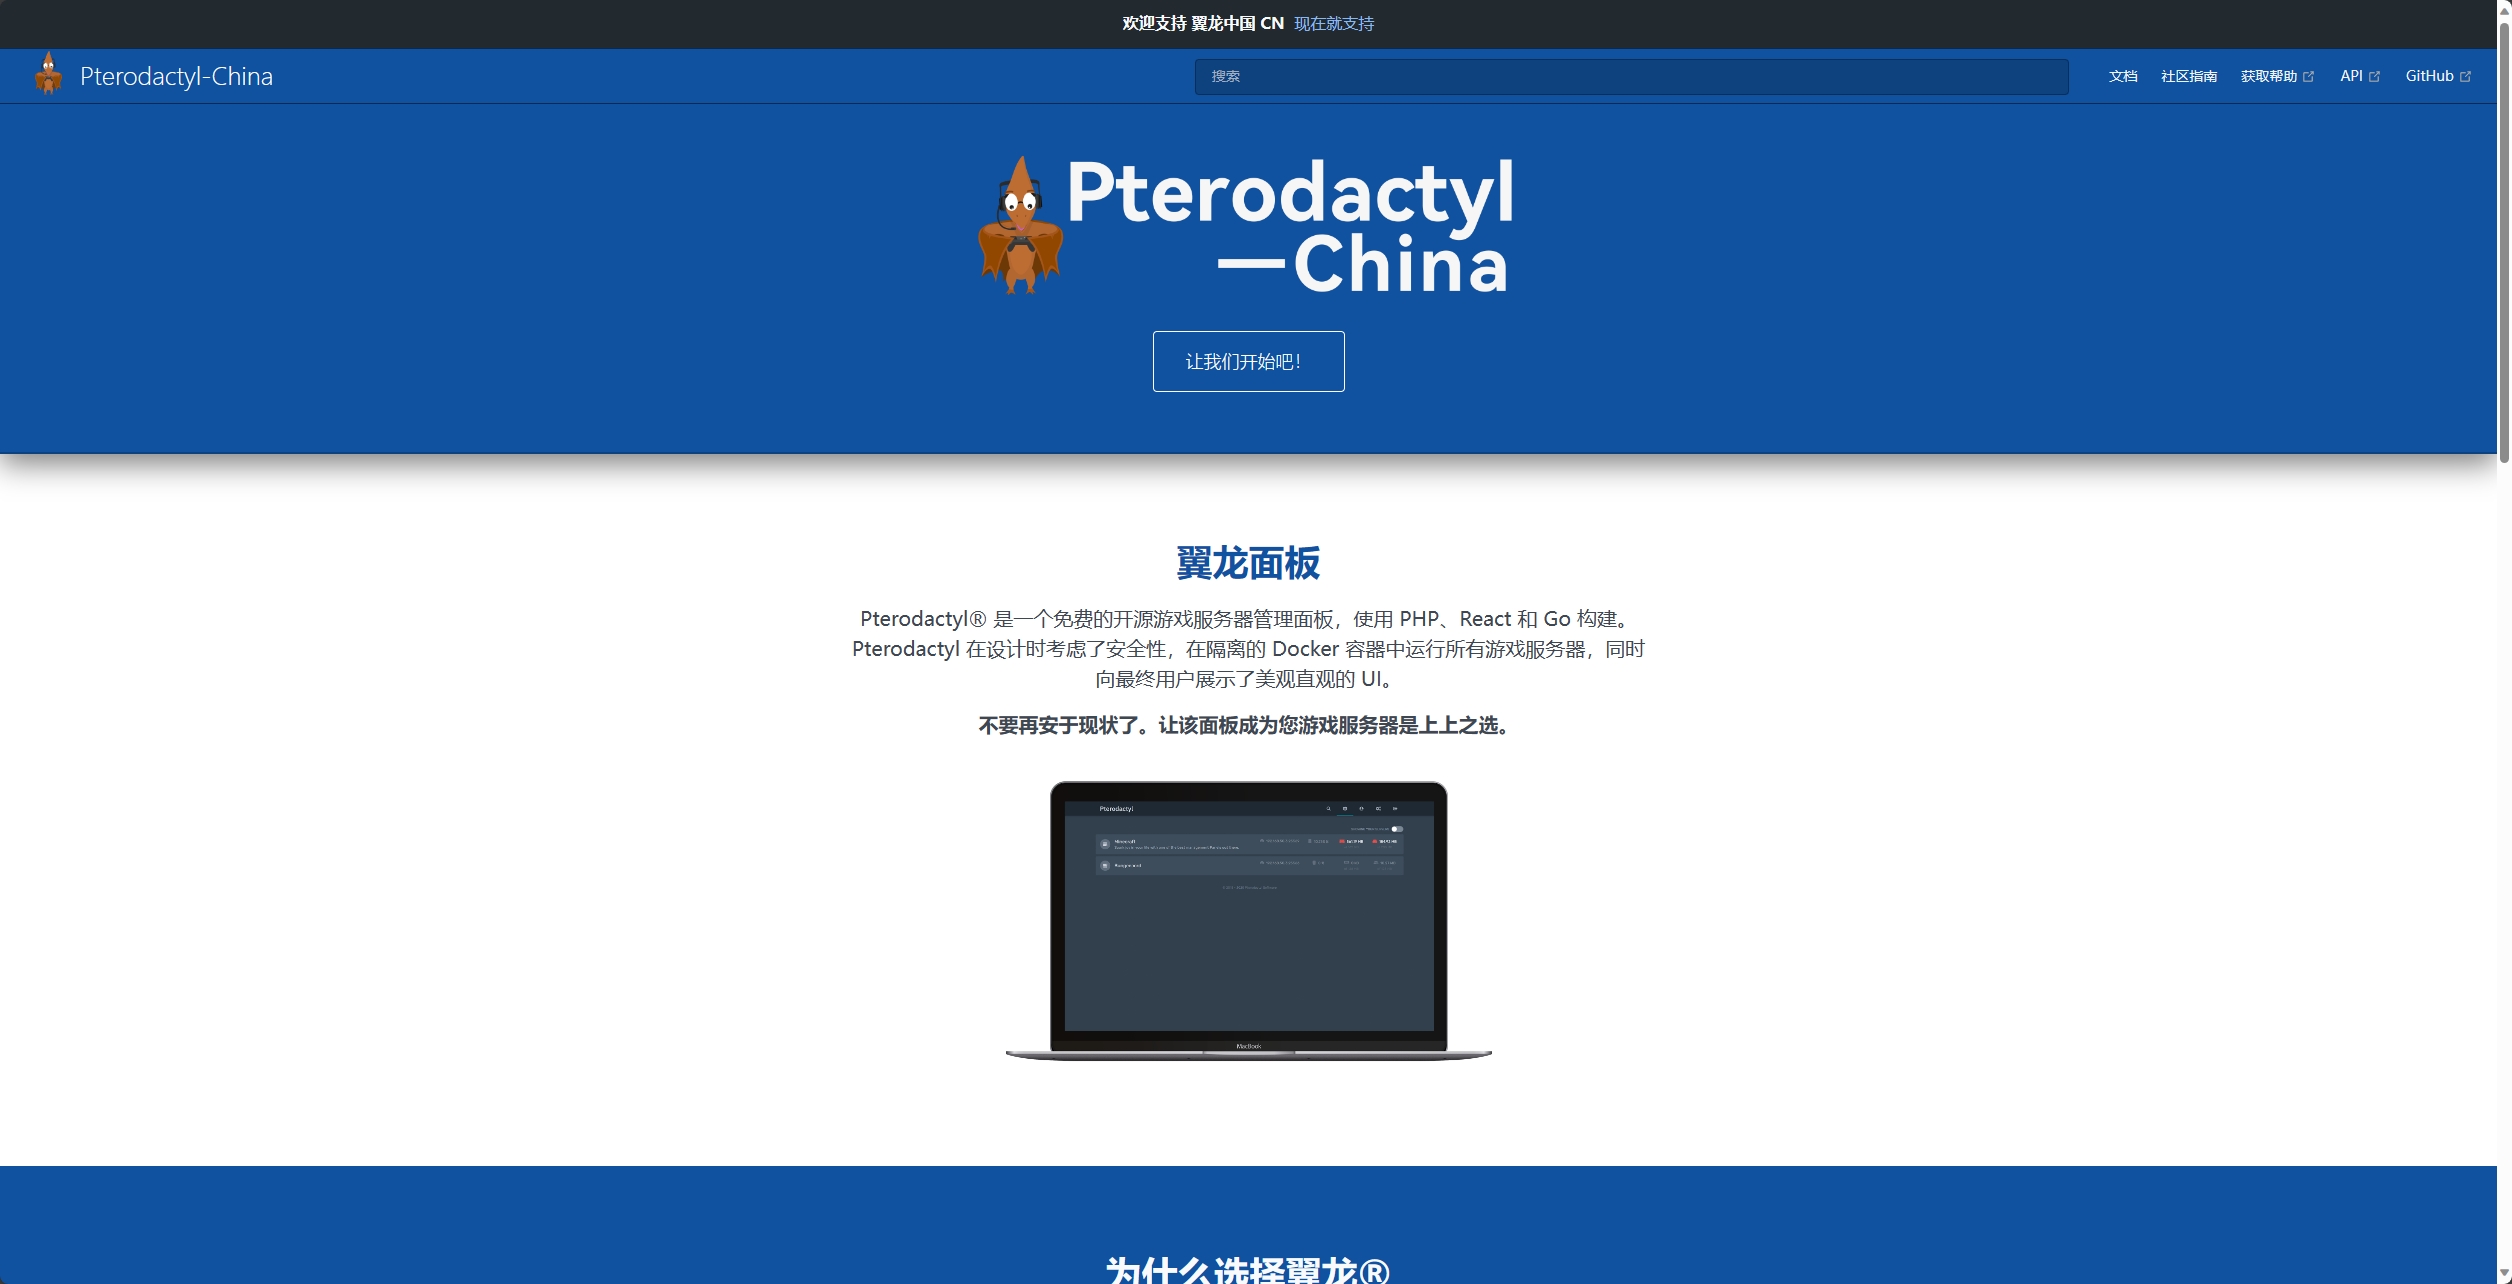 欢迎支持 翼龙中国 CN 现在就支持
Pterodactyl-China
搜索
文档 社区指南 获取帮助 API GitHub
Pterodactyl
—China
让我们开始吧！
翼龙面板
Pterodactyl® 是一个免费的开源游戏服务器管理面板，使用 PHP、React 和 Go 构建。
Pterodactyl 在设计时考虑了安全性，在隔离的 Docker 容器中运行所有游戏服务器，同时
向最终用户展示了美观直观的 UI。
不要再安于现状了。让该面板成为您游戏服务器是上上之选。
Pterodactyl
Minecraft
MacBook
为什么选择翼龙®